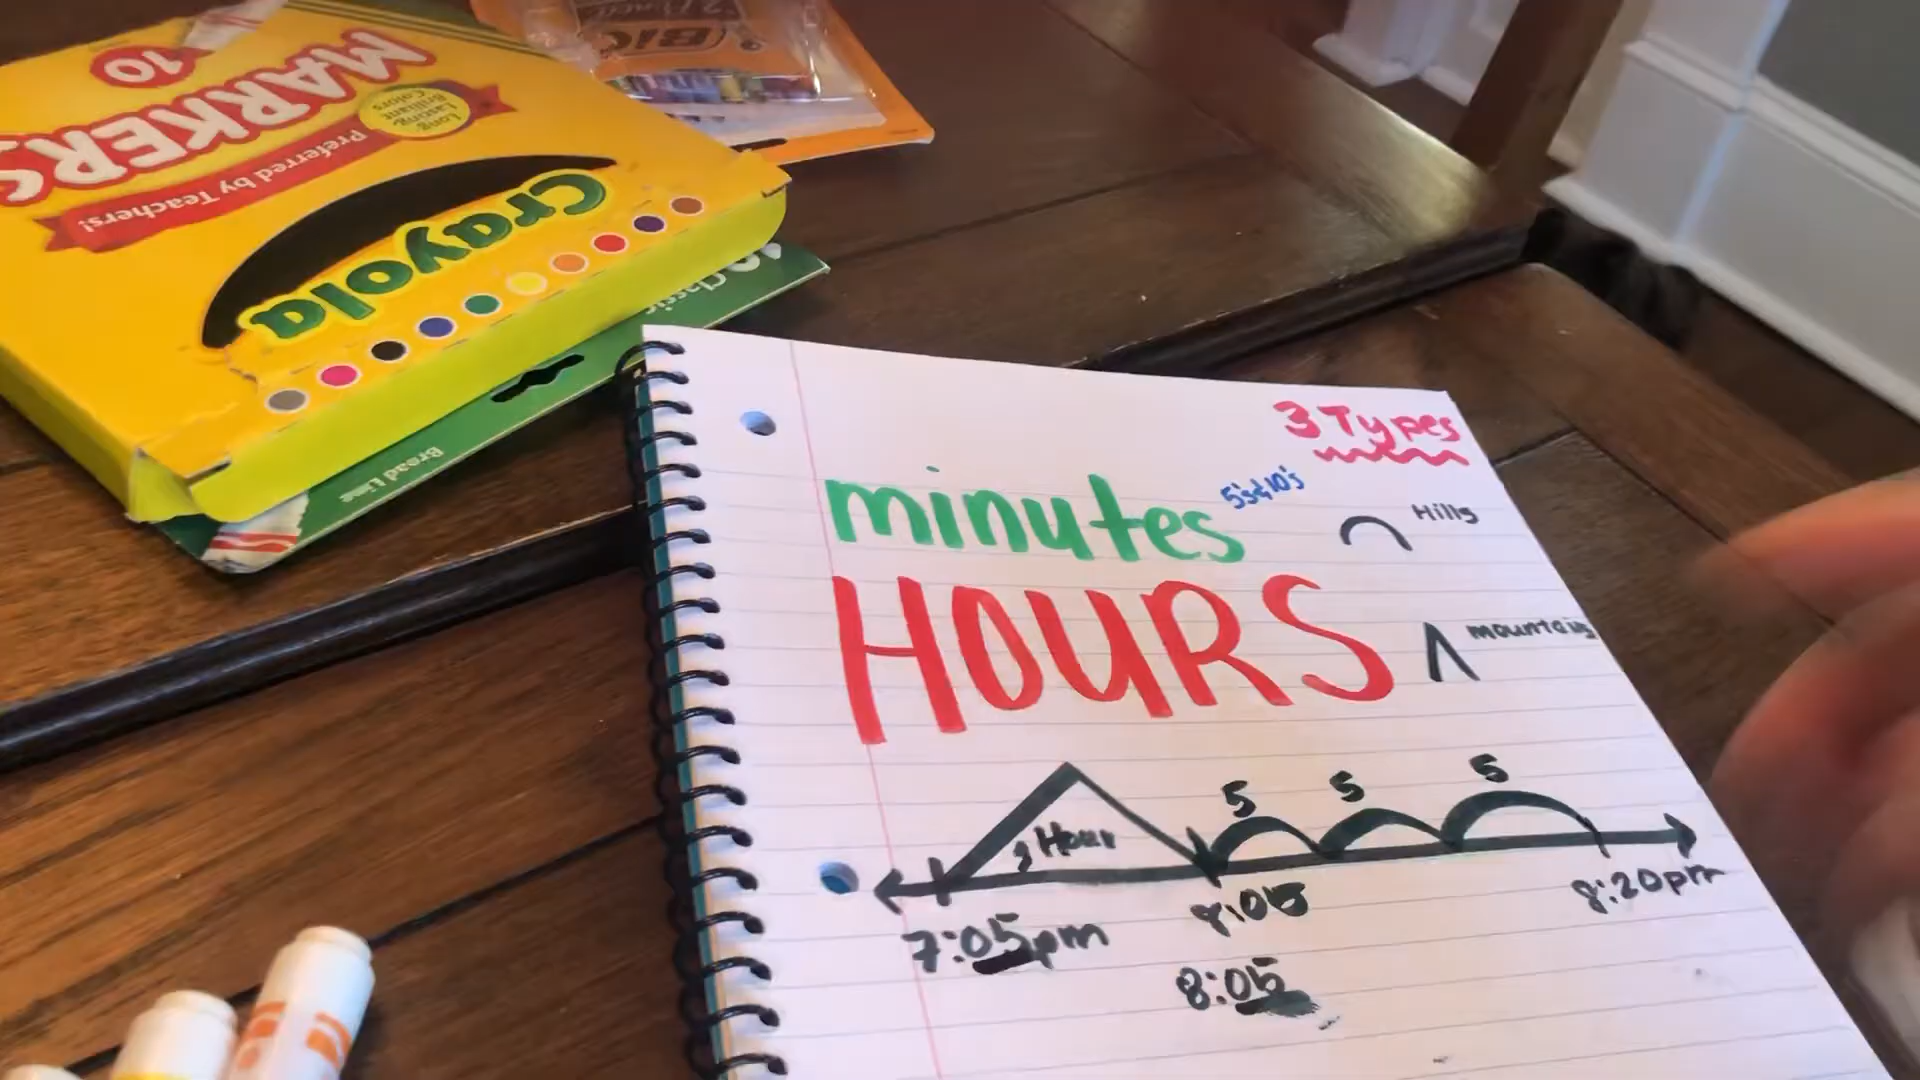 10
MARKERS
Long-
Lasting
Brilliant
Colors
Preferred by Teachers!
Crayola
Classic
Broad Line
BIC
3 Types
minutes 5's&10's
Hills
HOURS
mountains
1 Hour
5 5 5
7:05pm 8:05 8:20pm
8:05